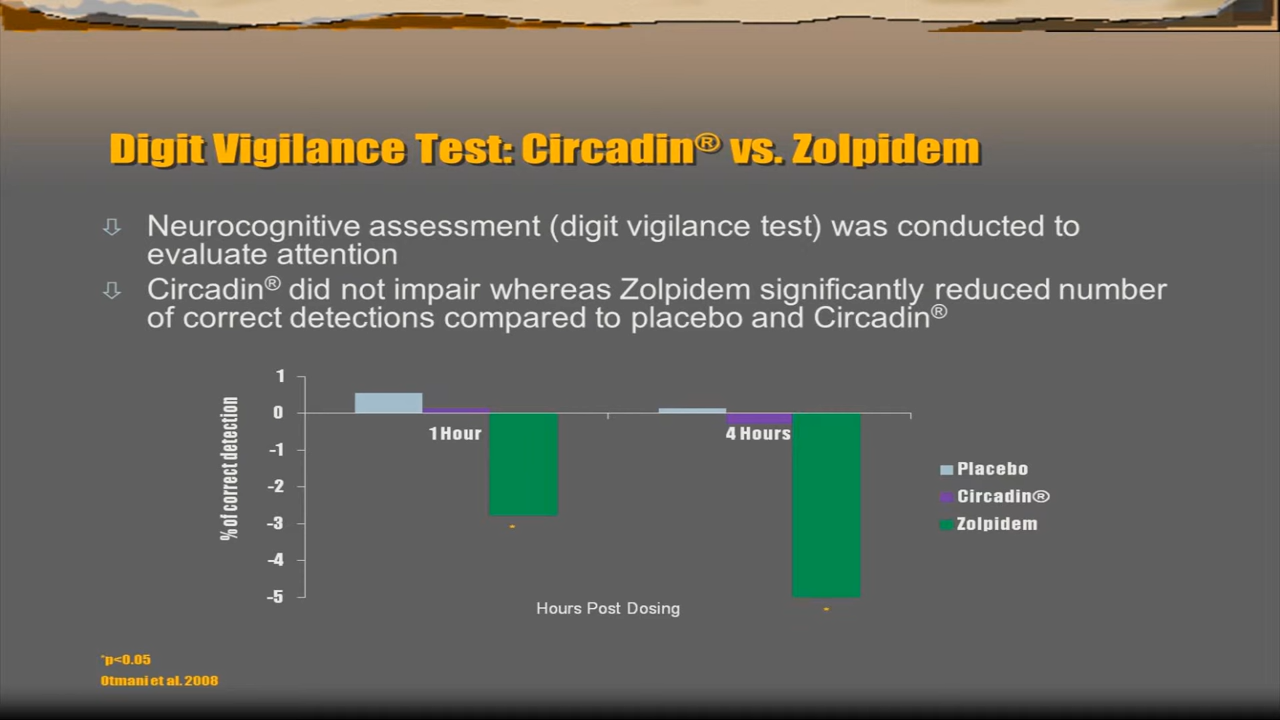 Digit Vigilance Test: Circadin® vs. Zolpidem
Neurocognitive assessment (digit vigilance test) was conducted to
evaluate attention
Circadin® did not impair whereas Zolpidem significantly reduced number
of correct detections compared to placebo and Circadin®
% of correct detection
1
0
-1
-2
-3
-4
-5
1 Hour
4 Hours
*
*
Placebo
Circadin®
Zolpidem
Hours Post Dosing
*p<0.05
Otmani et al. 2008